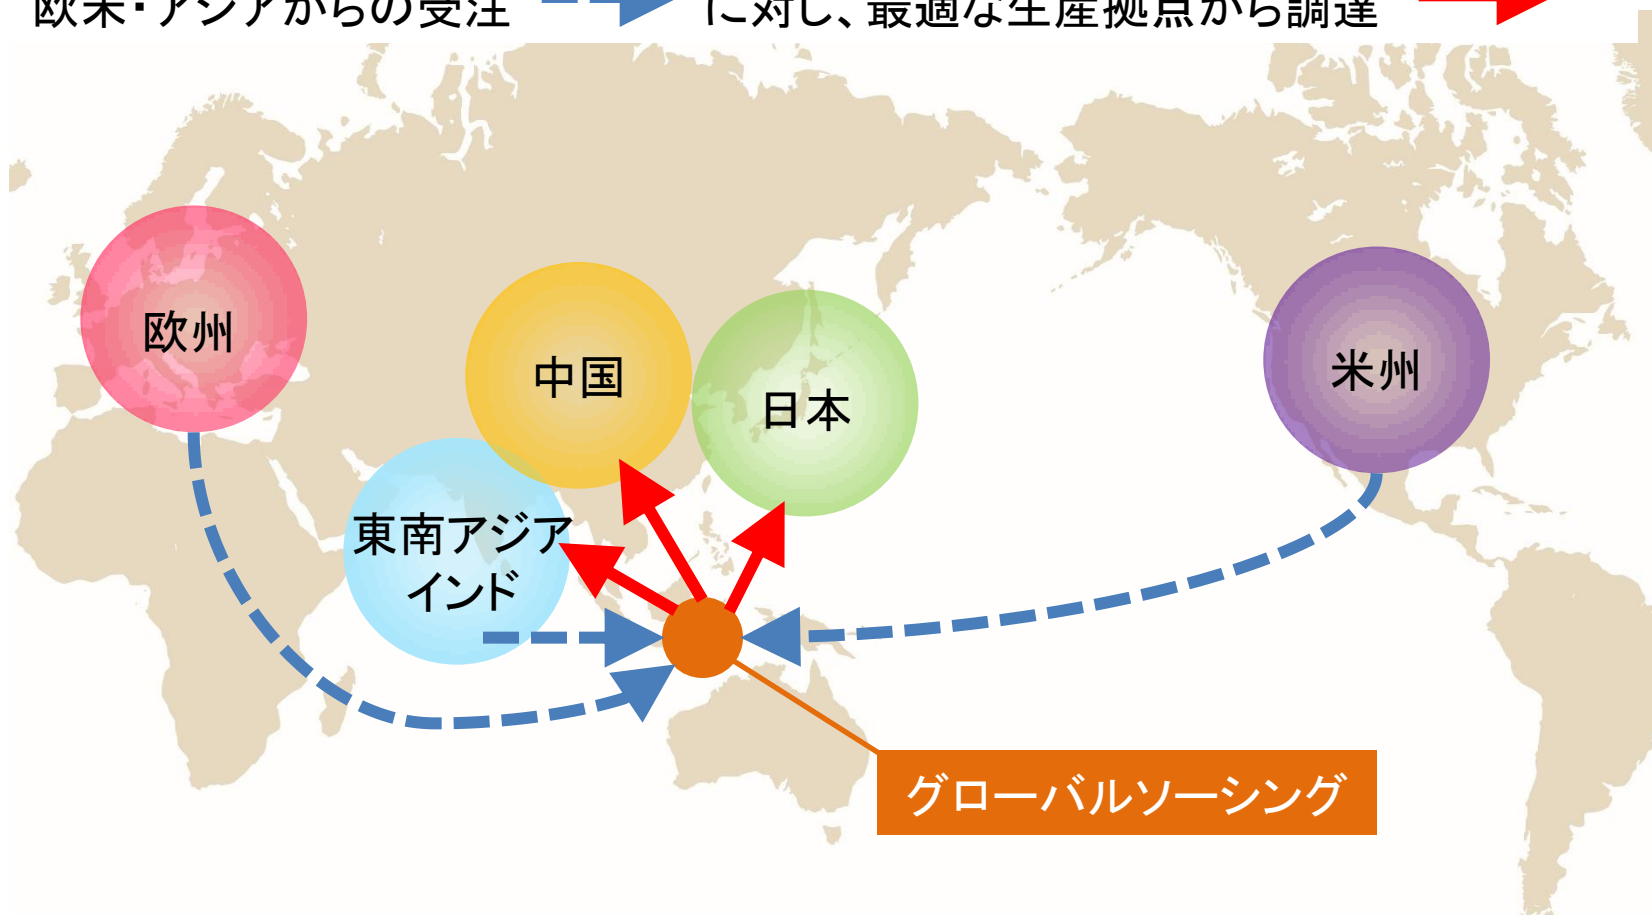 欧米・アジアからの受注 に対し、最適な生産拠点から調達
欧州
中国
日本
米州
東南アジア
インド
グローバルソーシング